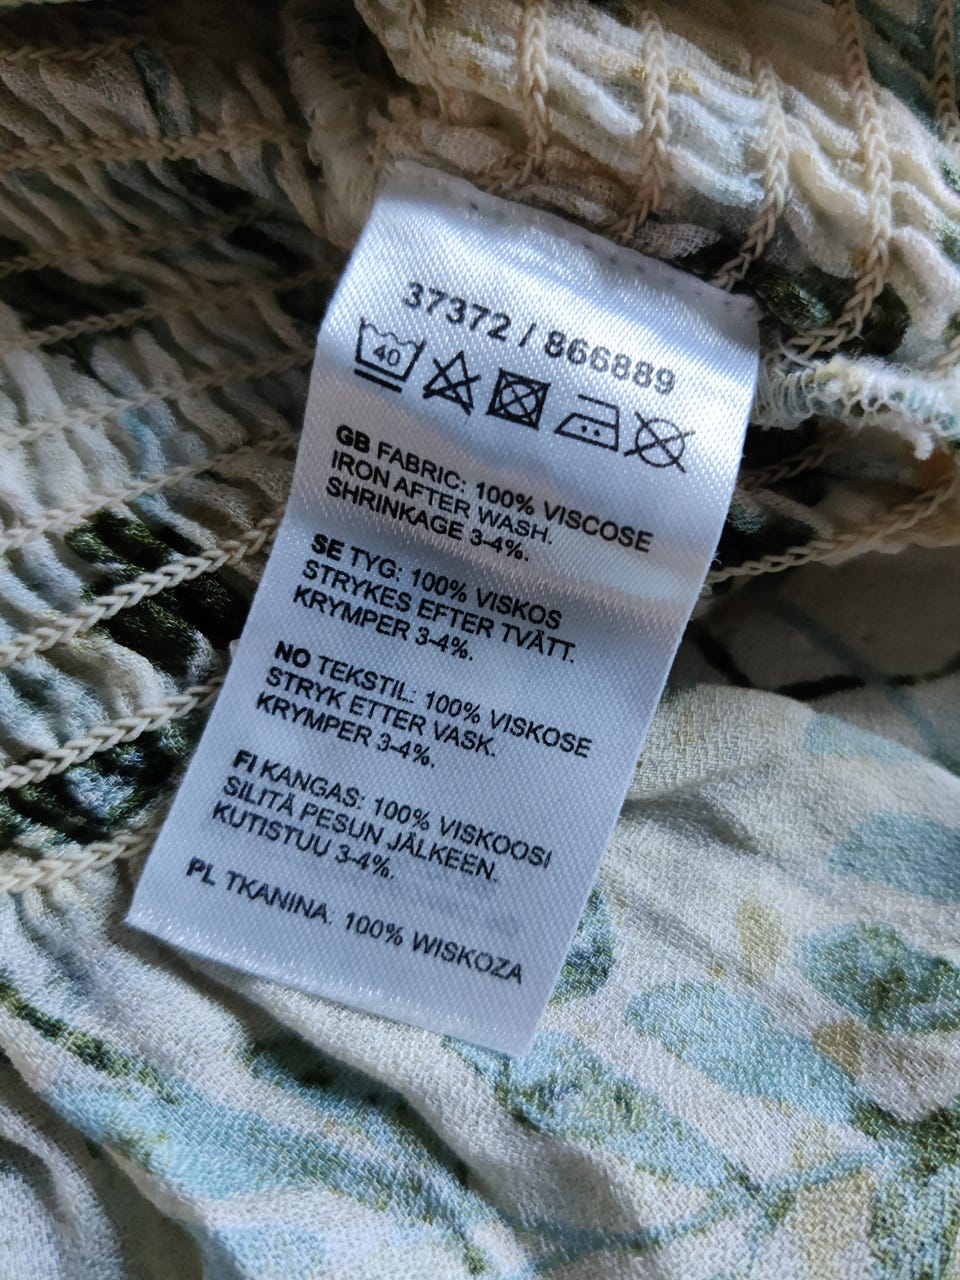 37372 / 866889
40
GB FABRIC: 100% VISCOSE
IRON AFTER WASH.
SHRINKAGE 3-4%.
SE TYG: 100% VISKOS
STRYKES EFTER TVÄTT.
KRYMPER 3-4%.
NO TEKSTIL: 100% VISKOSE
STRYK ETTER VASK.
KRYMPER 3-4%.
FI KANGAS: 100% VISKOOSI
SILITÄ PESUN JÄLKEEN.
KUTISTUU 3-4%.
PL TKANINA. 100% WISKOZA